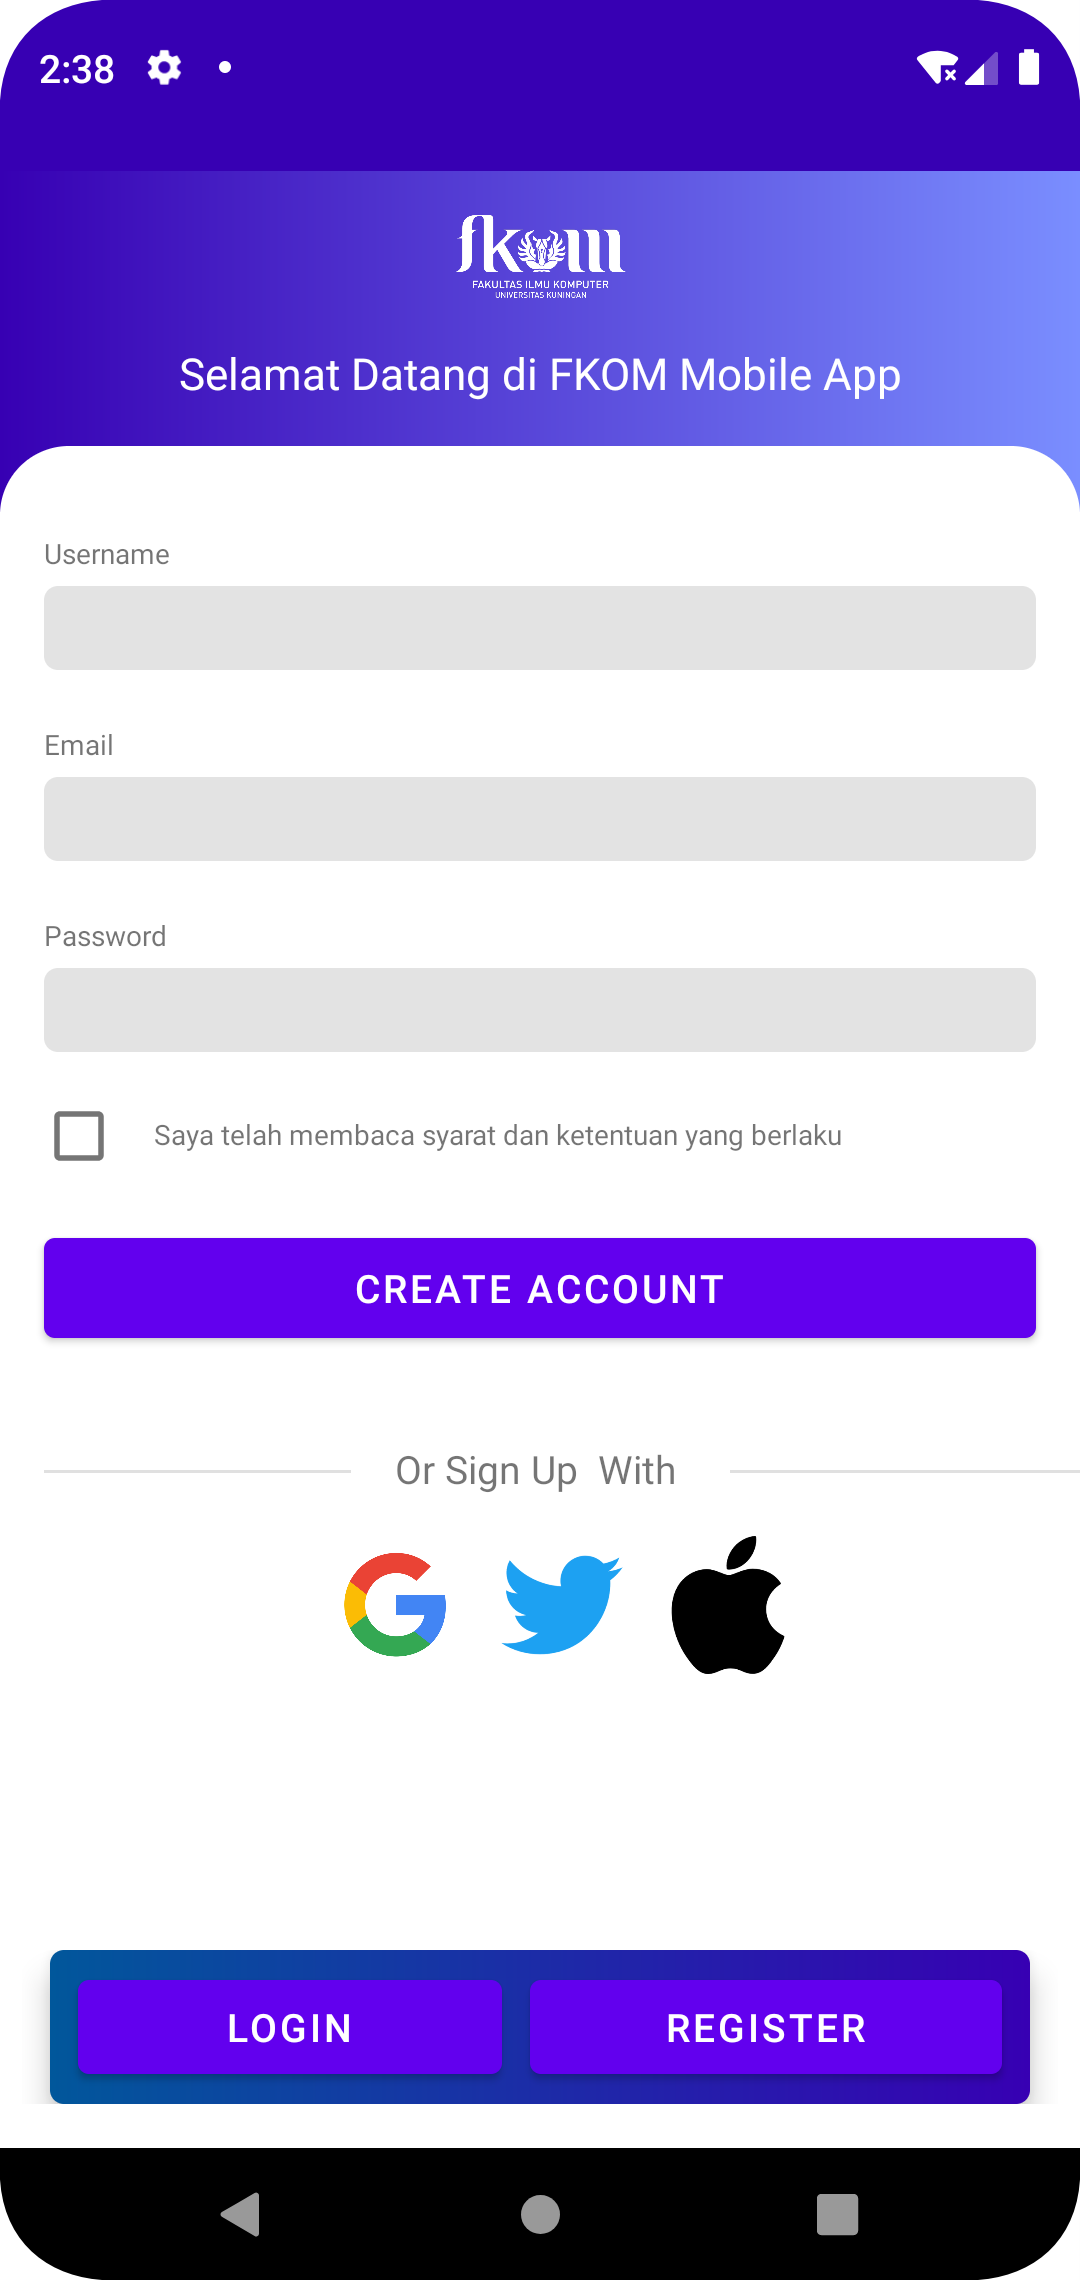 2:38
fkom
FAKULTAS ILMU KOMPUTER
UNIVERSITAS KUNINGAN
Selamat Datang di FKOM Mobile App
Username
Email
Password
Saya telah membaca syarat dan ketentuan yang berlaku
CREATE ACCOUNT
Or Sign Up  With
LOGIN
REGISTER